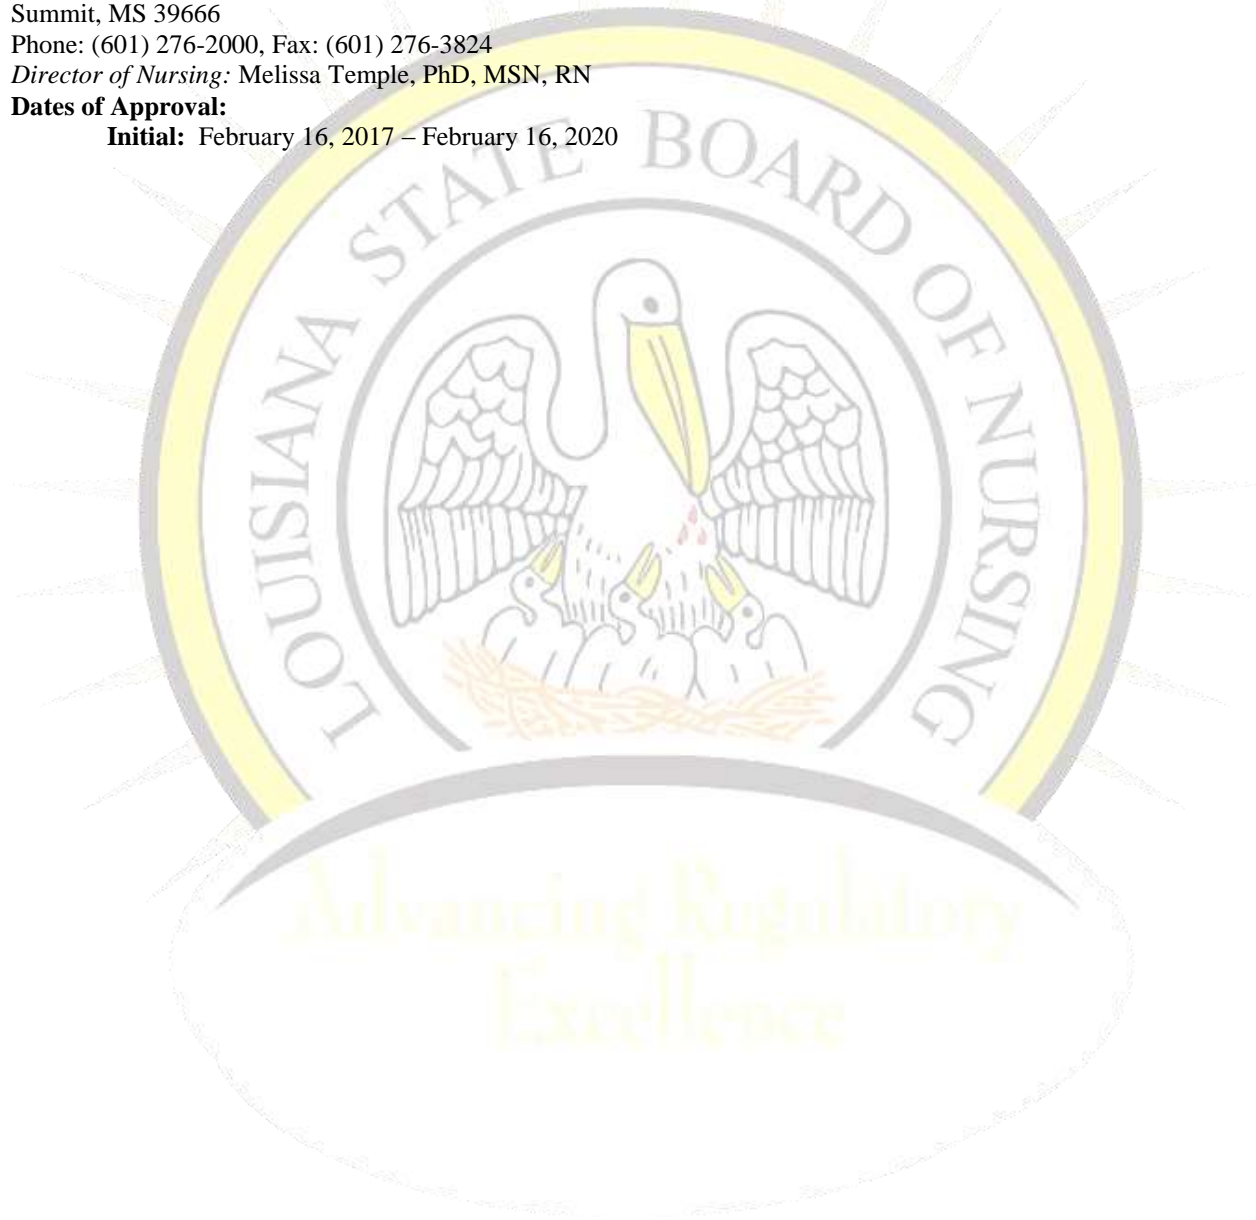 Summit, MS 39666
Phone: (601) 276-2000, Fax: (601) 276-3824
Director of Nursing: Melissa Temple, PhD, MSN, RN
Dates of Approval:
Initial: February 16, 2017 – February 16, 2020
LOUISIANA STATE BOARD OF NURSING
Advancing Regulatory
Excellence